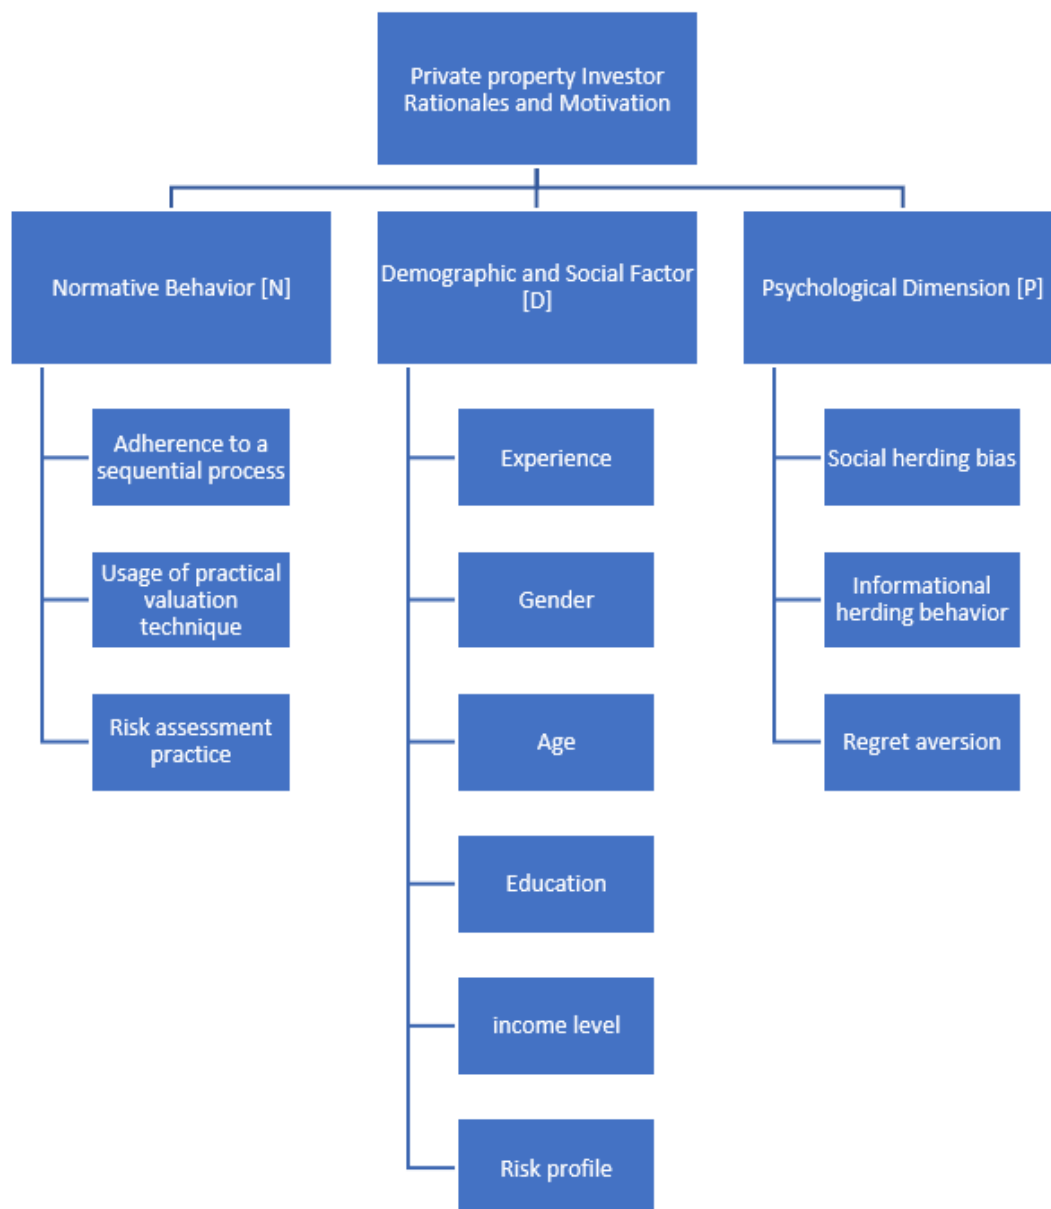 Private property Investor
Rationales and Motivation
Normative Behavior [N]
Adherence to a
sequential process
Usage of practical
valuation
technique
Risk assessment
practice
Demographic and Social Factor
[D]
Experience
Gender
Age
Education
income level
Risk profile
Psychological Dimension [P]
Social herding bias
Informational
herding behavior
Regret aversion